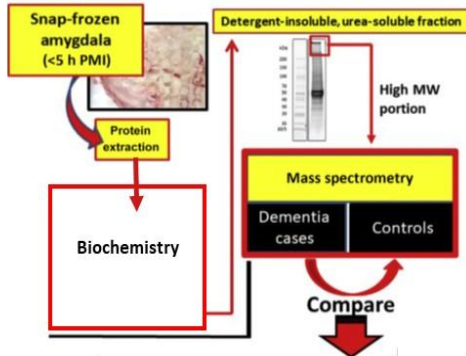 Snap-frozen
amygdala
(<5 h PMI)
Protein
extraction
Biochemistry
Detergent-insoluble, urea-soluble fraction
High MW
portion
Mass spectrometry
Dementia
cases
Controls
Compare